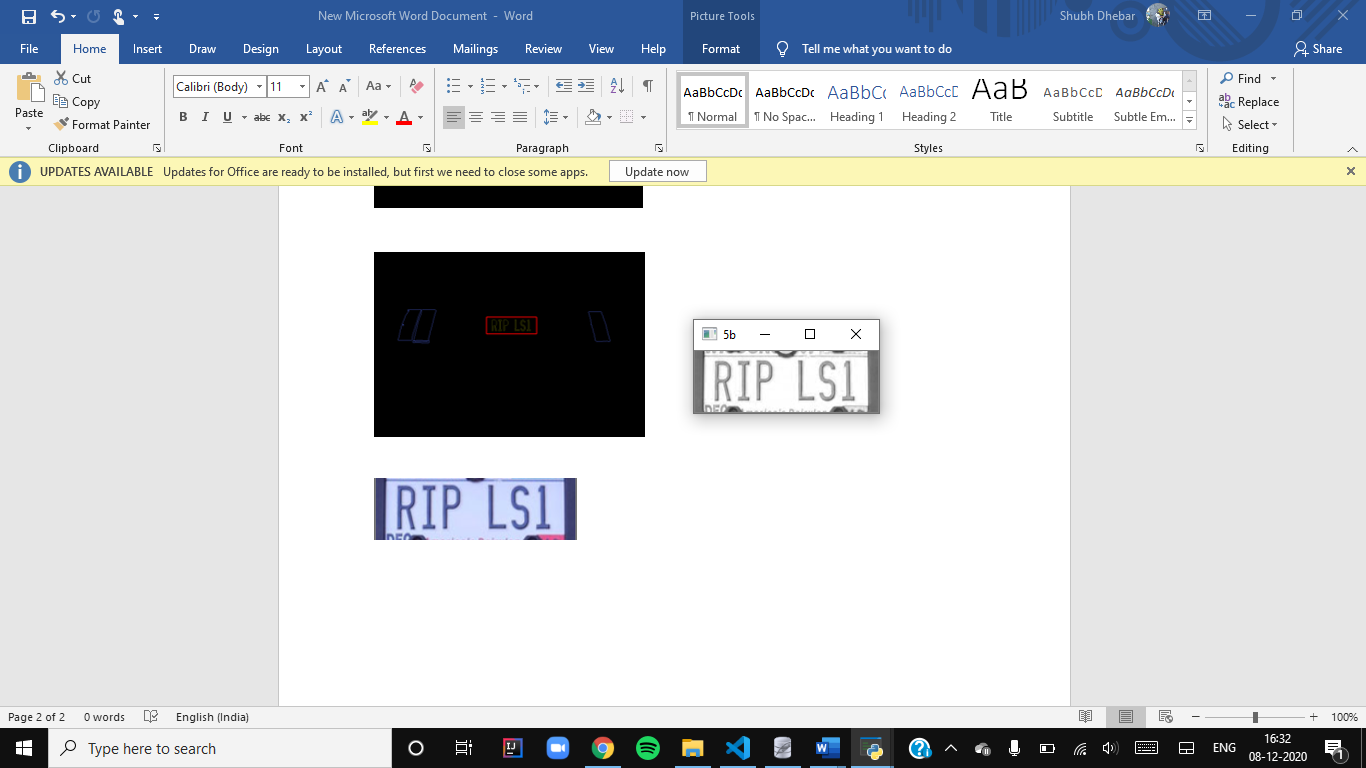 New Microsoft Word Document - Word
Picture Tools
Shubh Dhebar
File Home Insert Draw Design Layout References Mailings Review View Help Format Tell me what you want to do Share
Paste
Cut
Copy
Format Painter
Clipboard
Calibri (Body) 11
B I U abc x₂ x²
Font
Paragraph
AaBbCcDc AaBbCcDc AaBbCc AaBbCcD AaB AaBbCcD AaBbCcDc
¶ Normal ¶ No Spac... Heading 1 Heading 2 Title Subtitle Subtle Em...
Styles
Find
Replace
Select
Editing
UPDATES AVAILABLE Updates for Office are ready to be installed, but first we need to close some apps. Update now
RIP LS1
5b
RIP LS1
RIP LS1
Page 2 of 2 0 words English (India) 100%
Type here to search
ENG
16:32
08-12-2020
1